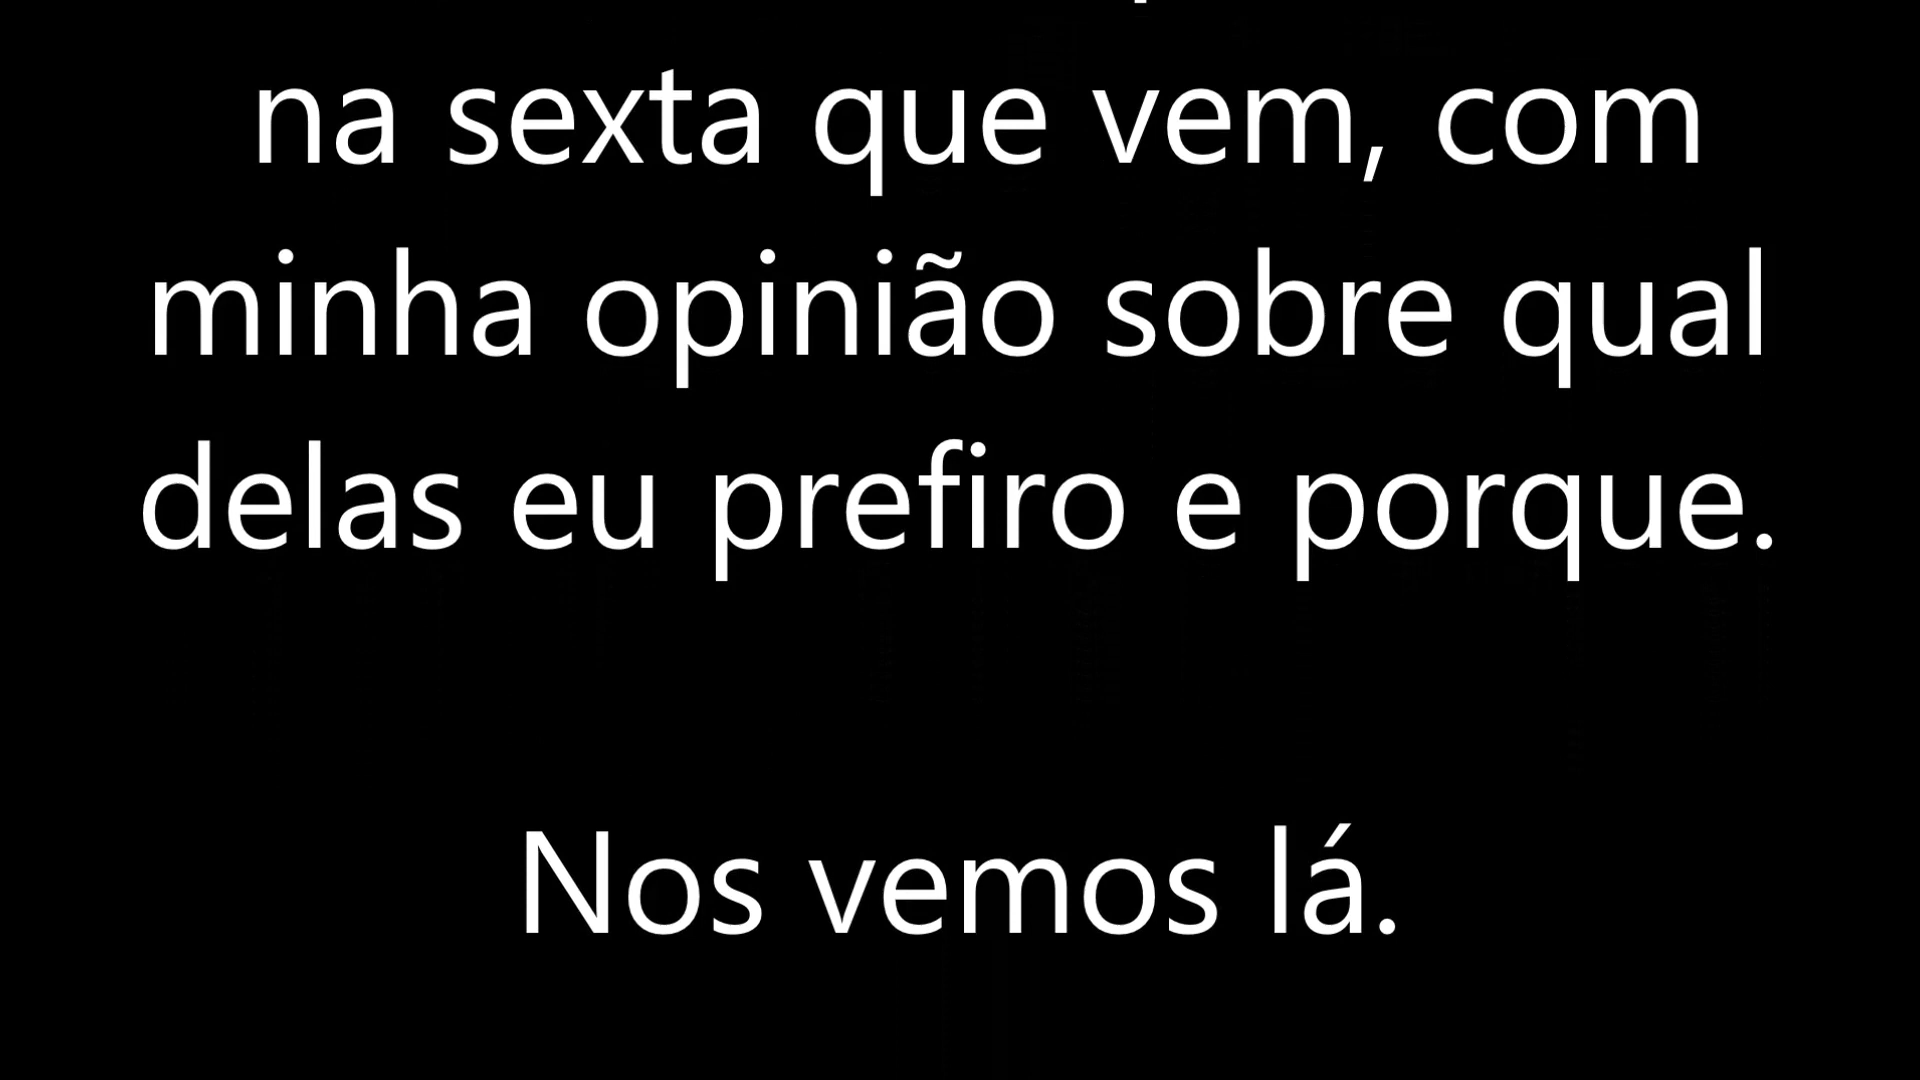 na sexta que vem, com
minha opinião sobre qual
delas eu prefiro e porque.
Nos vemos lá.